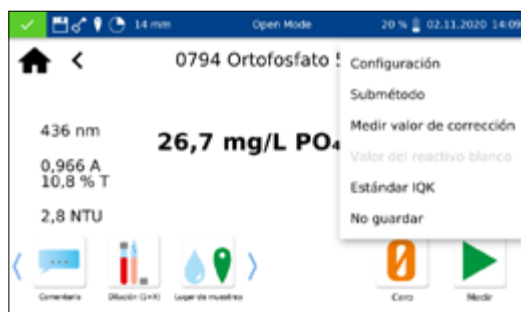 14 mm Open Mode 20 % 02.11.2020 14:09
0794 Ortofosfato 5
Configuración
Submétodo
Medir valor de corrección
Valor del reactivo blanco
Estándar IQK
No guardar
436 nm
26,7 mg/L PO₄
0,966 A
10,8 % T
2,8 NTU
Comentario Dilución (1+X) Lugar de muestreo Cero Medir